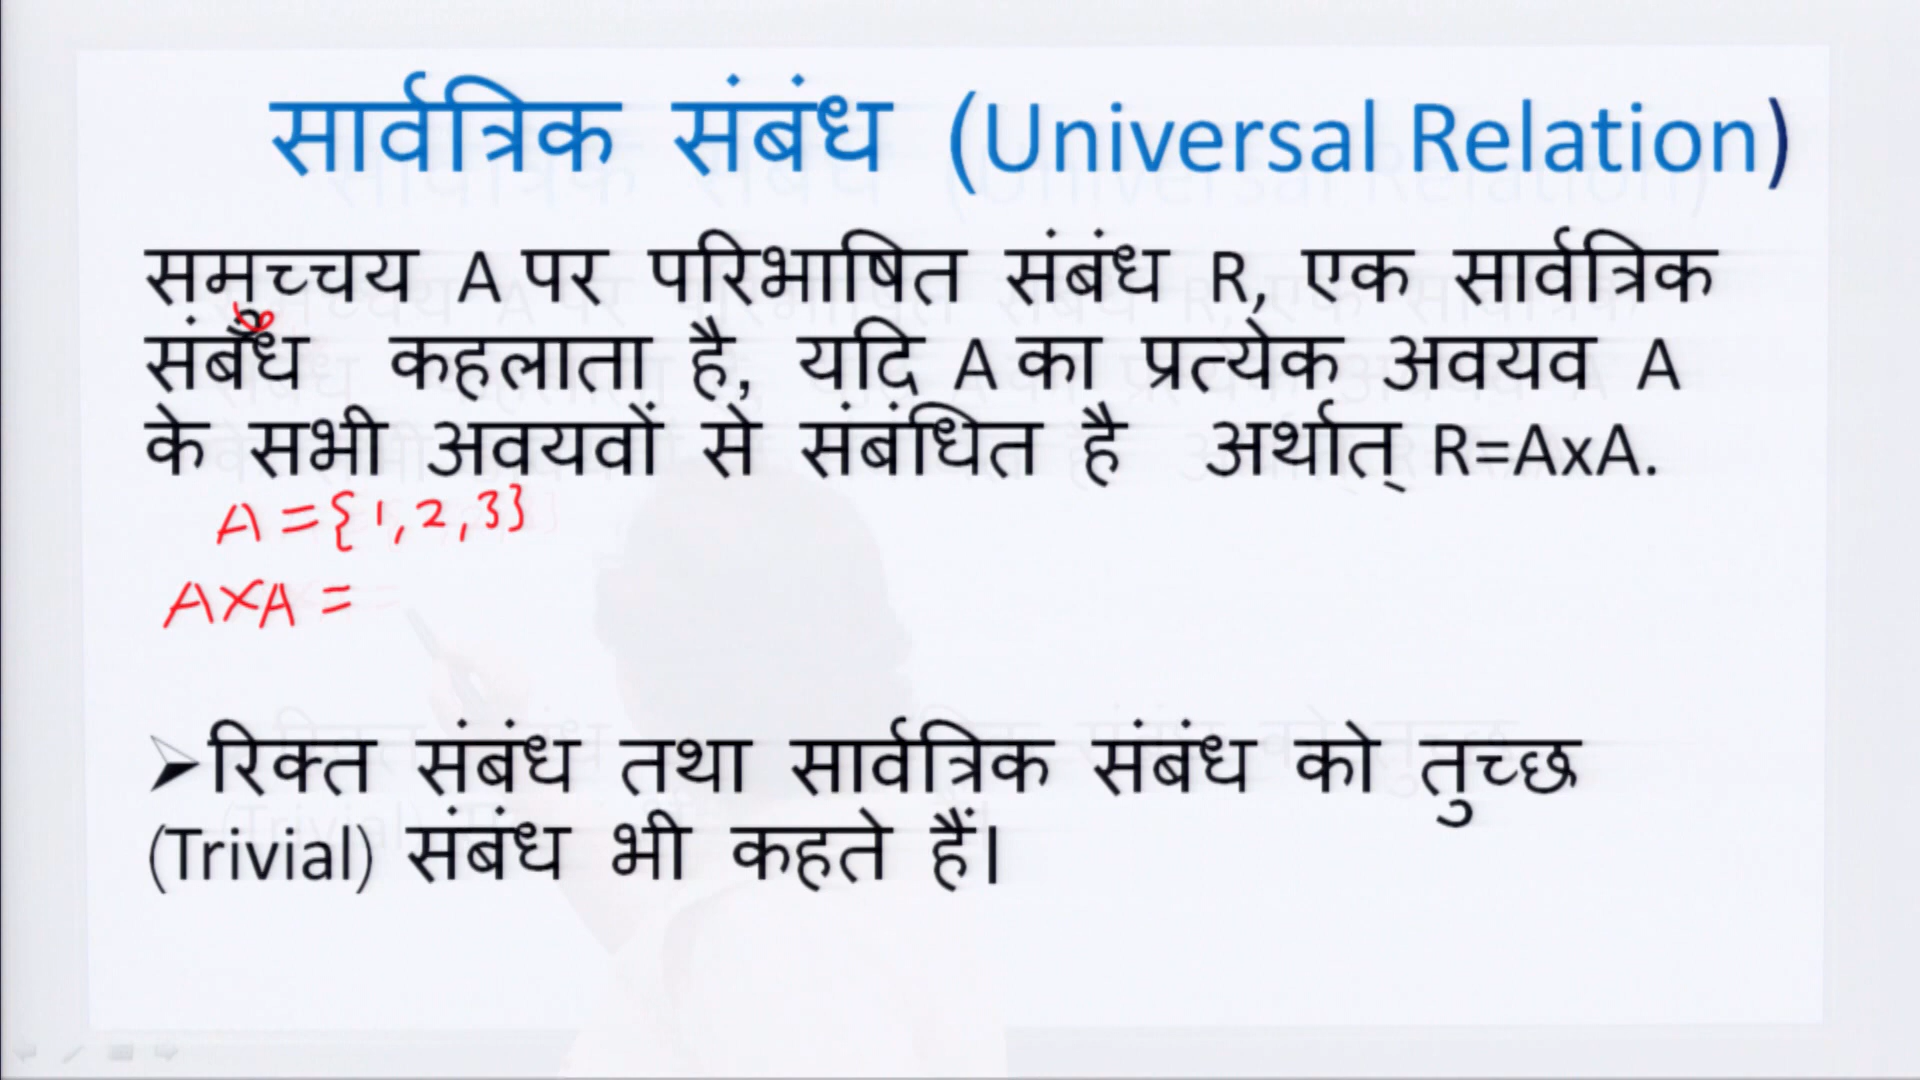 सार्वत्रिक संबंध (Universal Relation)
समुच्चय A पर परिभाषित संबंध R, एक सार्वत्रिक
संबंध कहलाता है, यदि A का प्रत्येक अवयव A
के सभी अवयवों से संबंधित है अर्थात् R=AxA.
A = {1, 2, 3}
A×A =
➢रिक्त संबंध तथा सार्वत्रिक संबंध को तुच्छ
(Trivial) संबंध भी कहते हैं।